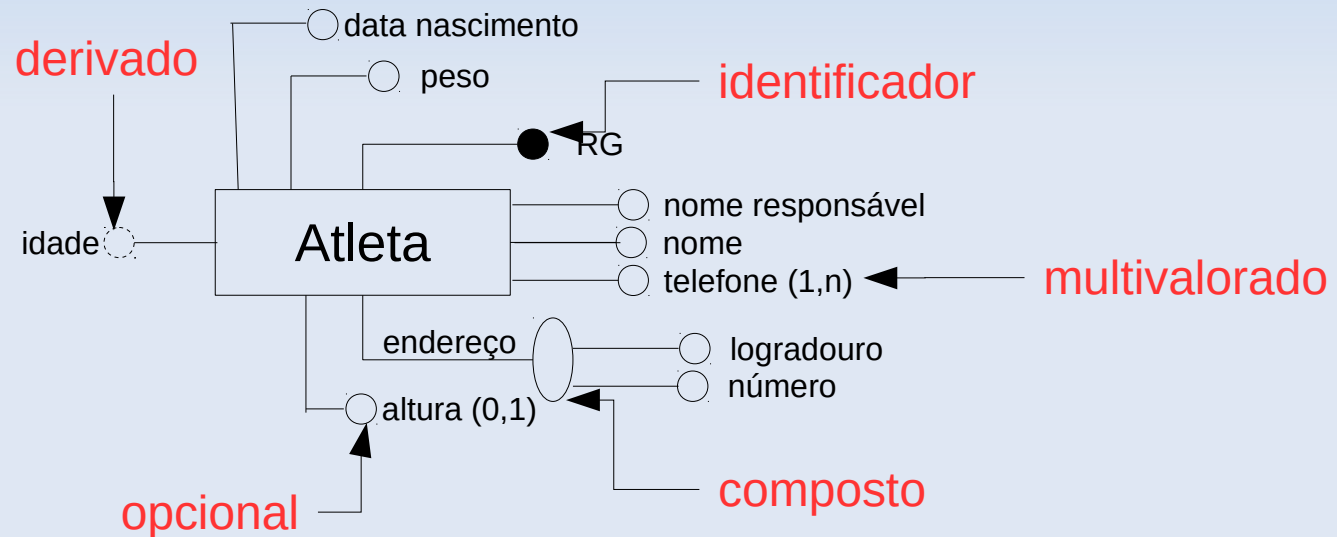 data nascimento
derivado
peso
identificador
RG
nome responsável
idade
Atleta
nome
telefone (1,n)
multivalorado
endereço
logradouro
número
altura (0,1)
composto
opcional